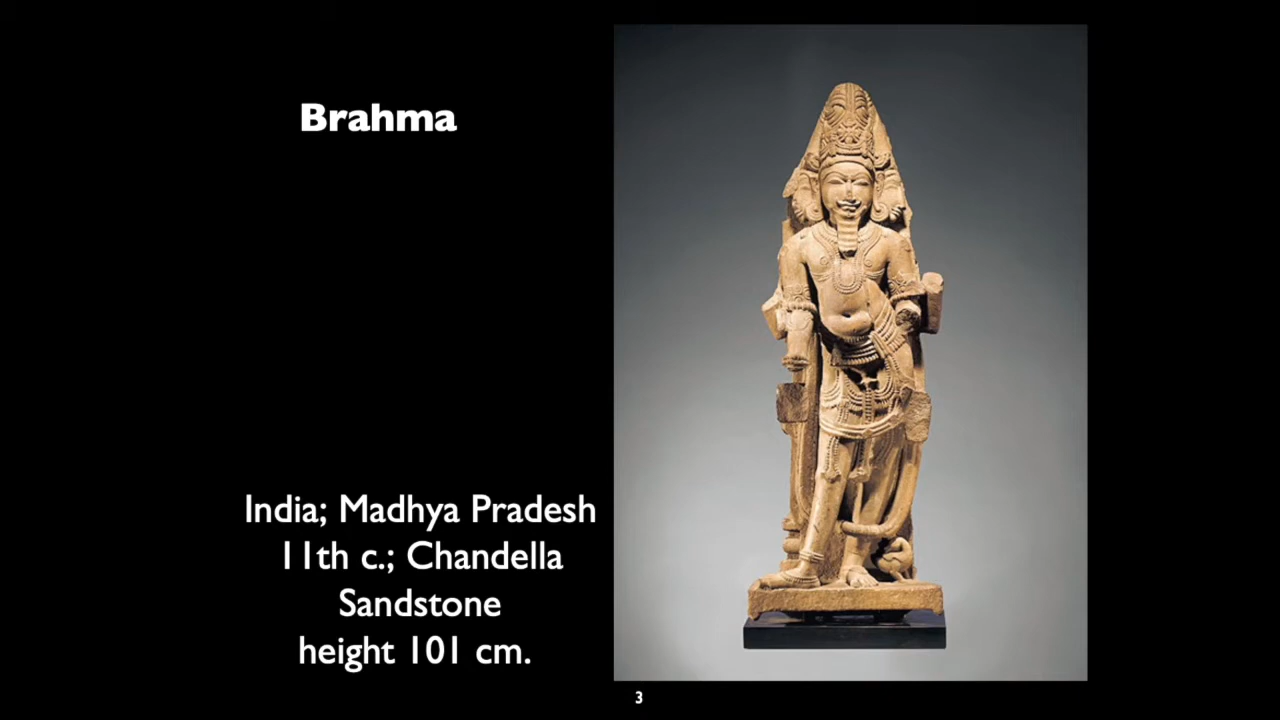 Brahma
India; Madhya Pradesh
11th c.; Chandella
Sandstone
height 101 cm.
3